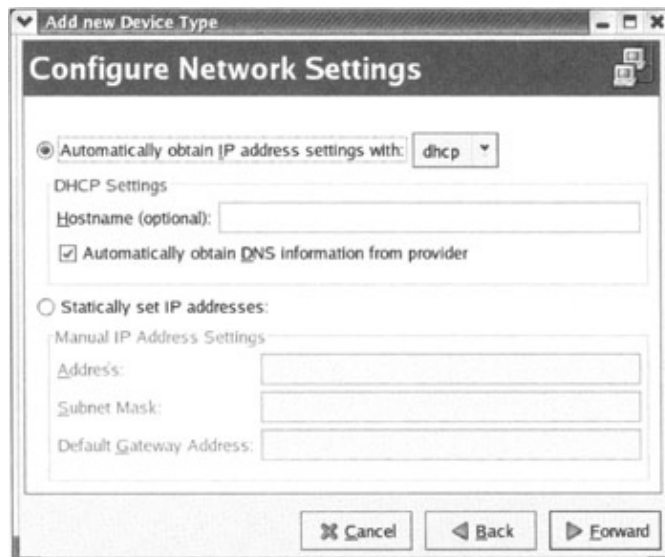 Add new Device Type
Configure Network Settings
Automatically obtain IP address settings with: dhcp
DHCP Settings
Hostname (optional):
Automatically obtain DNS information from provider
Statically set IP addresses:
Manual IP Address Settings
Address:
Subnet Mask:
Default Gateway Address:
Cancel Back Forward